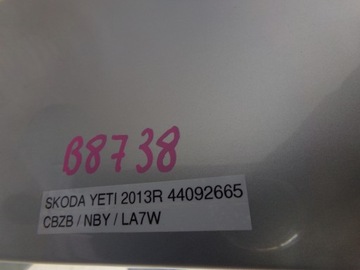 B8738
SKODA YETI 2013R 44092665
CBZB / NBY / LA7W